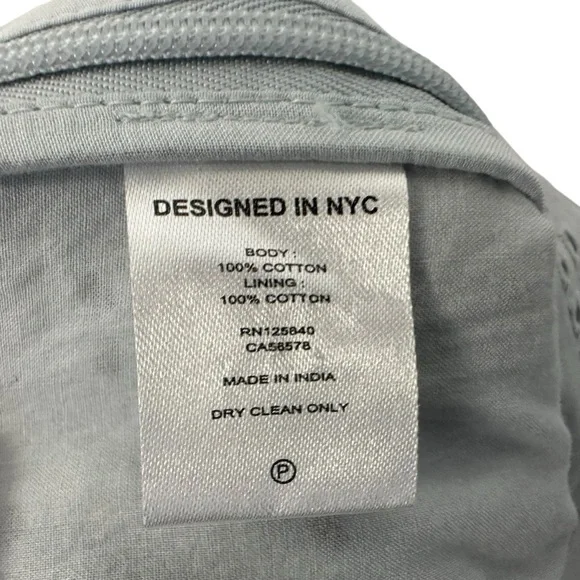 DESIGNED IN NYC
BODY :
100% COTTON
LINING :
100% COTTON
RN125840
CA56578
MADE IN INDIA
DRY CLEAN ONLY
P